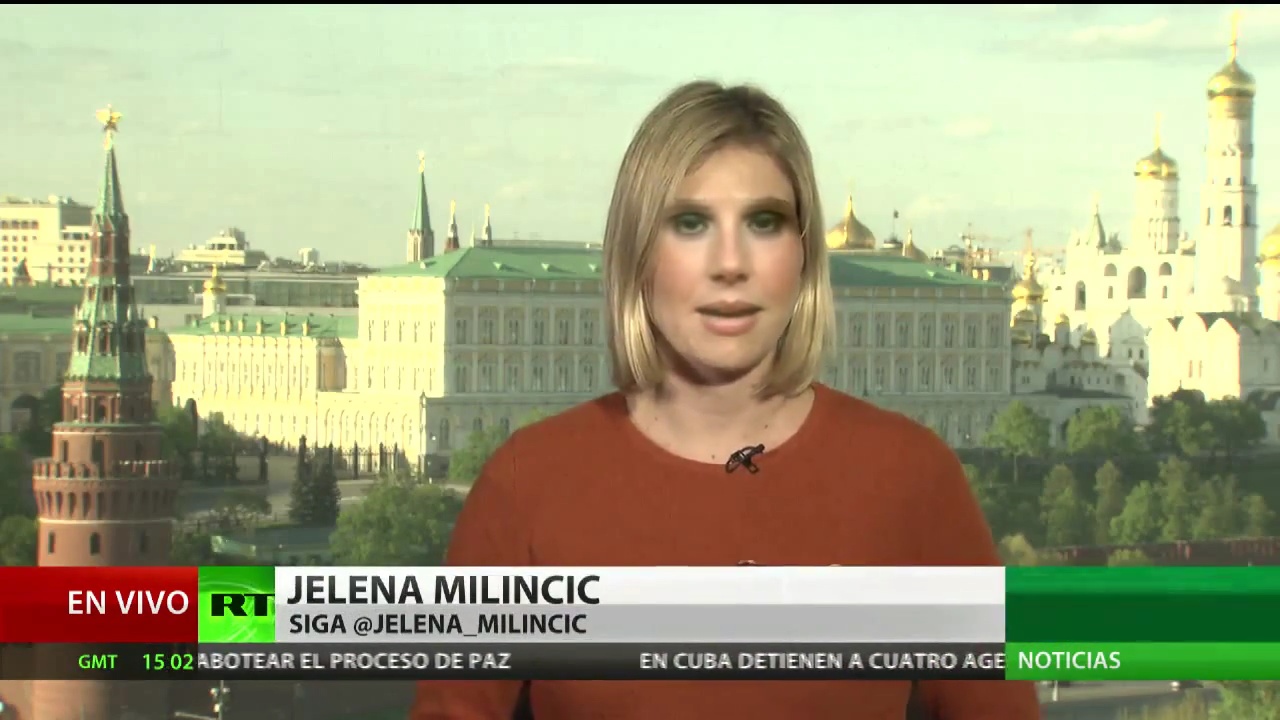 EN VIVO
RT
JELENA MILINCIC
SIGA @JELENA_MILINCIC
GMT 15:02
ABOTEAR EL PROCESO DE PAZ
EN CUBA DETIENEN A CUATRO AGE
NOTICIAS